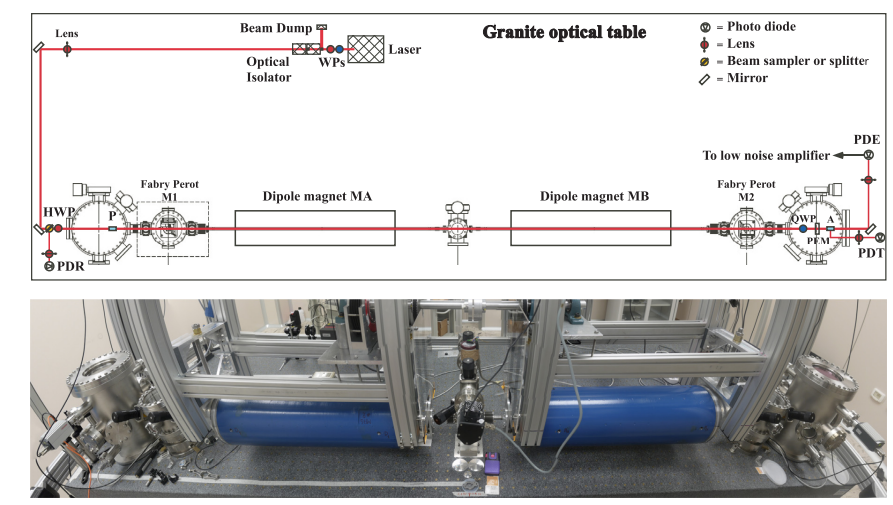 Granite optical table
Lens
Beam Dump
Laser
Optical
Isolator
WPs
= Photo diode
= Lens
= Beam sampler or splitter
= Mirror
PDE
To low noise amplifier
Fabry Perot
M1
Dipole magnet MA
Dipole magnet MB
Fabry Perot
M2
HWP
P
QWP
A
PEM
PDT
PDR